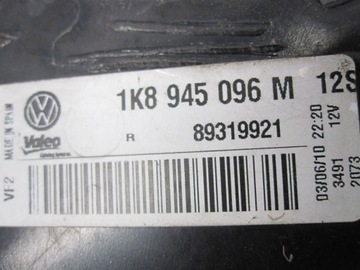 1K8 945 096 M 12S
Valeo
R 89319921
MADE IN SPAIN
VF2
03/06/10 22:20
12V
3491
2073